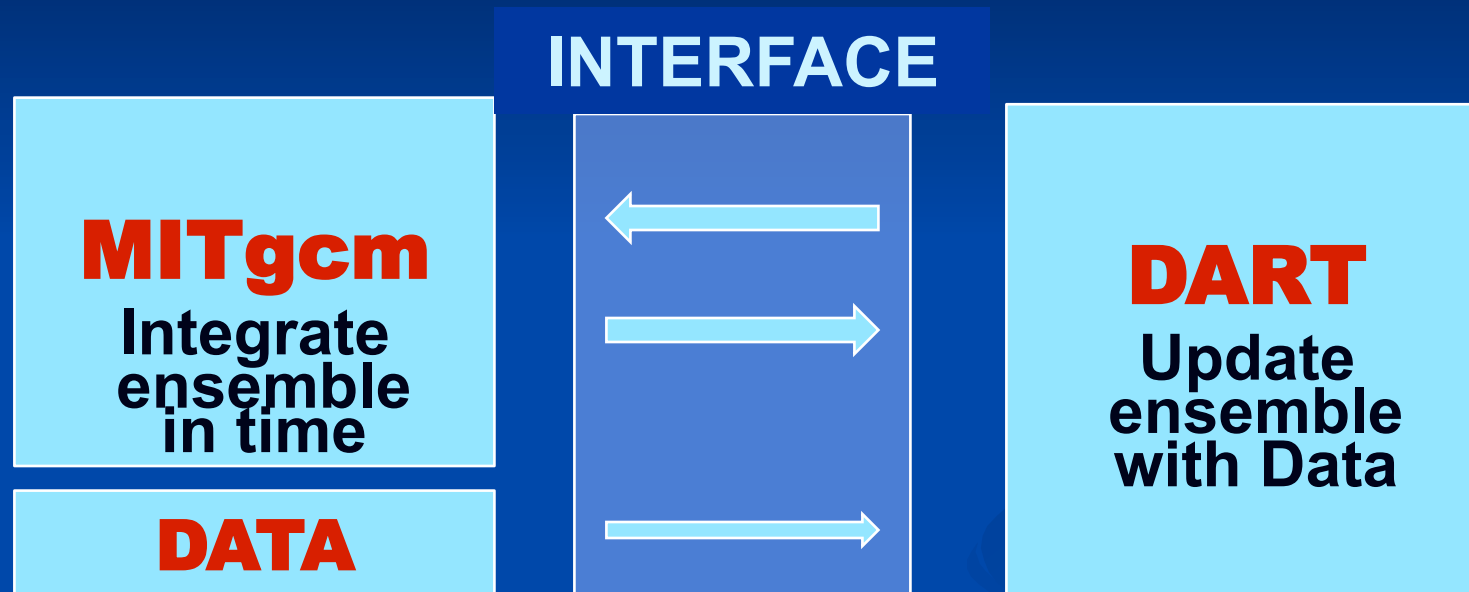 INTERFACE
MITgcm
Integrate
ensemble
in time
DATA
DART
Update
ensemble
with Data